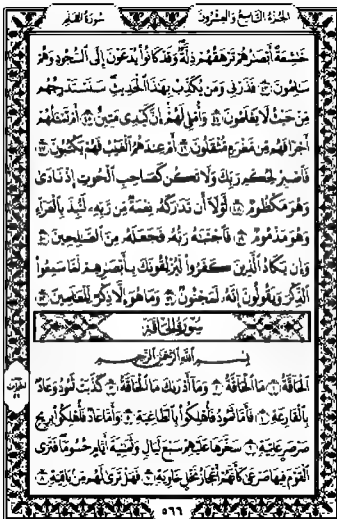 الجزء التاسع والعشرون سورة القلم
خَٰشِعَةً أَبْصَٰرُهُمْ تَرْهَقُهُمْ ذِلَّةٌ وَقَدْ كَانُوا۟ يُدْعَوْنَ إِلَى ٱلسُّجُودِ وَهُمْ
سَٰلِمُونَ ٤٣ فَذَرْنِى وَمَن يُكَذِّبُ بِهَٰذَا ٱلْحَدِيثِ سَنَسْتَدْرِجُهُم
مِّنْ حَيْثُ لَا يَعْلَمُونَ ٤٤ وَأُمْلِى لَهُمْ إِنَّ كَيْدِى مَتِينٌ ٤٥ أَمْ تَسْـَٔلُهُمْ
أَجْرًا فَهُم مِّن مَّغْرَمٍ مُّثْقَلُونَ ٤٦ أَمْ عِندَهُمُ ٱلْغَيْبُ فَهُمْ يَكْتُبُونَ ٤٧
فَٱصْبِرْ لِحُكْمِ رَبِّكَ وَلَا تَكُن كَصَاحِبِ ٱلْحُوتِ إِذْ نَادَىٰ
وَهُوَ مَكْظُومٌ ٤٨ لَّوْلَآ أَن تَدَٰرَكَهُۥ نِعْمَةٌ مِّن رَّبِّهِۦ لَنُبِذَ بِٱلْعَرَآءِ
وَهُوَ مَذْمُومٌ ٤٩ فَٱجْتَبَٰهُ رَبُّهُۥ فَجَعَلَهُۥ مِنَ ٱلصَّٰلِحِينَ ٥٠
وَإِن يَكَادُ ٱلَّذِينَ كَفَرُوا۟ لَيُزْلِقُونَكَ بِأَبْصَٰرِهِمْ لَمَّا سَمِعُوا۟
ٱلذِّكْرَ وَيَقُولُونَ إِنَّهُۥ لَمَجْنُونٌ ٥١ وَمَا هُوَ إِلَّا ذِكْرٌ لِّلْعَٰلَمِينَ ٥٢
سورة الحاقة
بِسْمِ ٱللَّهِ ٱلرَّحْمَٰنِ ٱلرَّحِيمِ
ٱلْحَآقَّةُ ١ مَا ٱلْحَآقَّةُ ٢ وَمَآ أَدْرَىٰكَ مَا ٱلْحَآقَّةُ ٣ كَذَّبَتْ ثَمُودُ وَعَادٌۢ
بِٱلْقَارِعَةِ ٤ فَأَمَّا ثَمُودُ فَأُهْلِكُوا۟ بِٱلطَّاغِيَةِ ٥ وَأَمَّا عَادٌ فَأُهْلِكُوا۟ بِرِيحٍ
صَرْصَرٍ عَاتِيَةٍ ٦ سَخَّرَهَا عَلَيْهِمْ سَبْعَ لَيَالٍ وَثَمَٰنِيَةَ أَيَّامٍ حُسُومًا فَتَرَى
ٱلْقَوْمَ فِيهَا صَرْعَىٰ كَأَنَّهُمْ أَعْجَازُ نَخْلٍ خَاوِيَةٍ ٧ فَهَلْ تَرَىٰ لَهُم مِّنۢ بَاقِيَةٍ ٨
٥٦٦